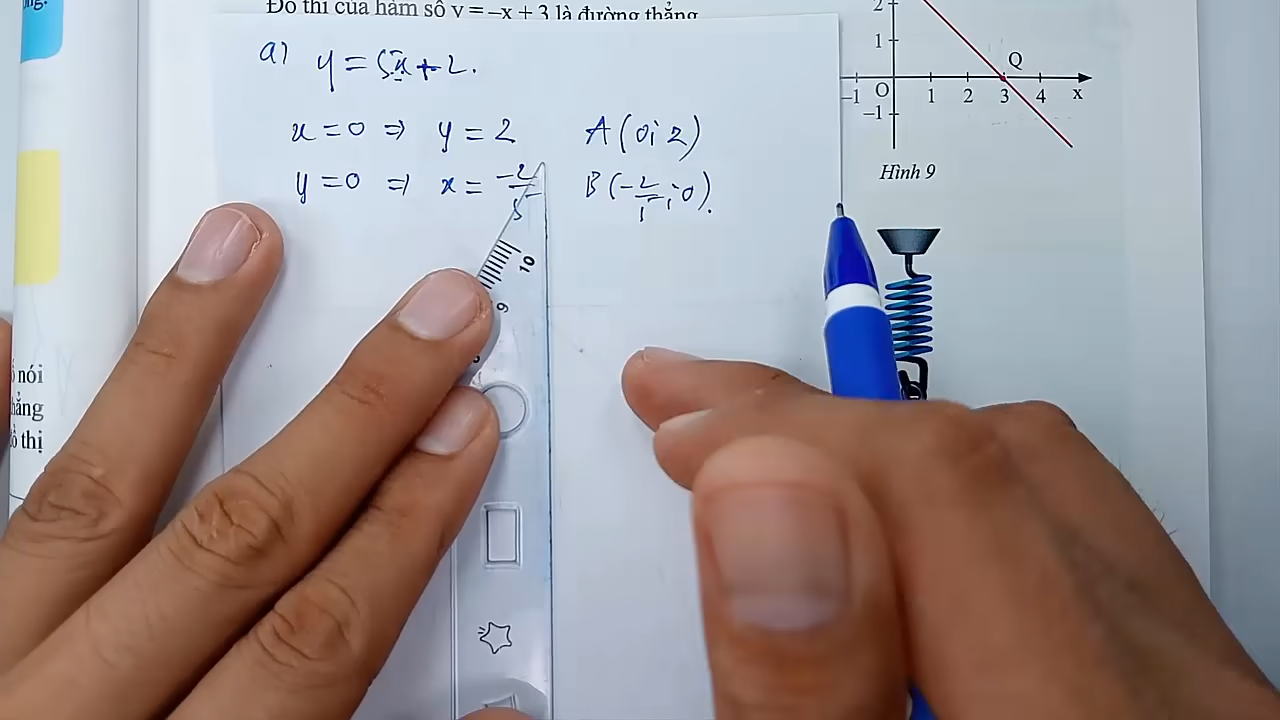 Đồ thị của hàm số y = –x + 3 là đường thẳng
a) y = 5x + 2.
x = 0 ⇒ y = 2 A(0; 2)
y = 0 ⇒ x = -2/5 B(-2/5; 0).
10
9
nói
hẳng
thị
2
1
Q
–1 O 1 2 3 4 x
–1
Hình 9